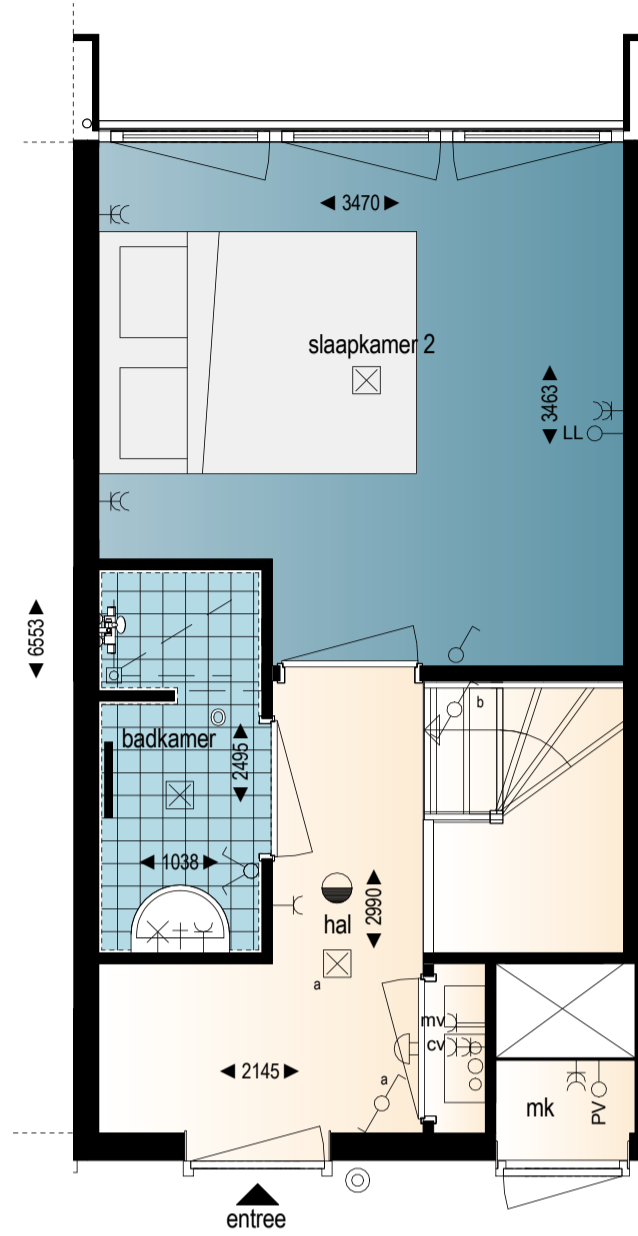 3470
slaapkamer 2
3463
LL
6553
b
badkamer
2495
1038
hal
2990
a
mv
cv
2145
a
mk
PV
entree